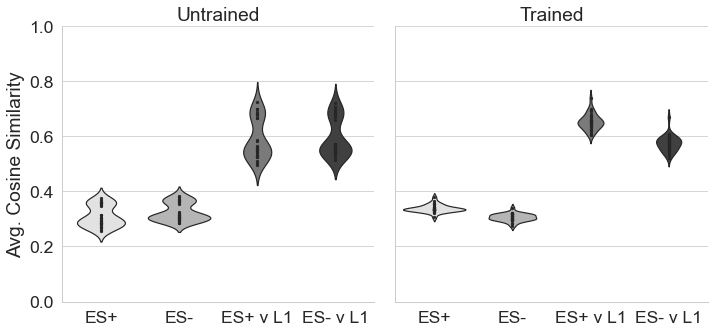 Untrained
Trained
Avg. Cosine Similarity
1.0
0.8
0.6
0.4
0.2
0.0
ES+ ES- ES+ v L1 ES- v L1
ES+ ES- ES+ v L1 ES- v L1